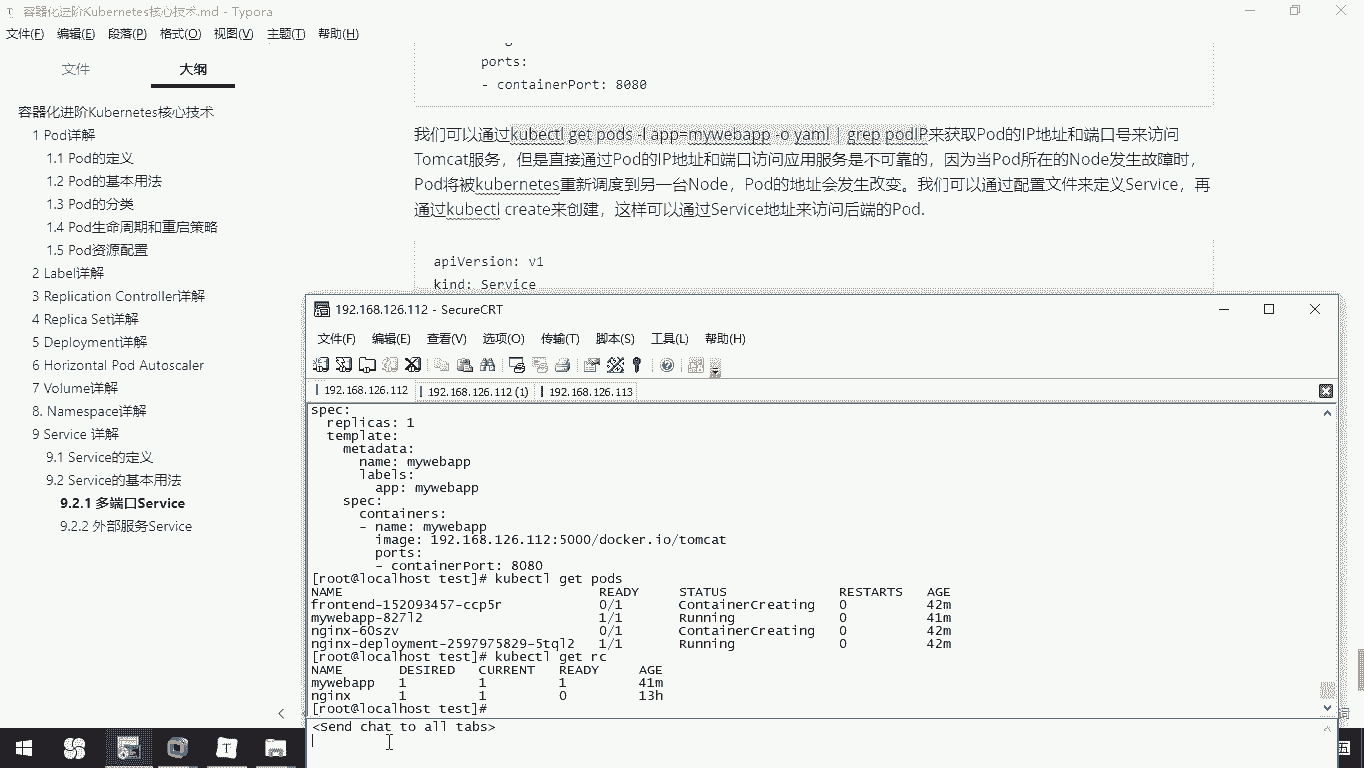 容器化进阶Kubernetes核心技术.md - Typora
文件(F) 编辑(E) 段落(P) 格式(O) 视图(V) 主题(T) 帮助(H)
文件 大纲
容器化进阶Kubernetes核心技术
1 Pod详解
1.1 Pod的定义
1.2 Pod的基本用法
1.3 Pod的分类
1.4 Pod生命周期和重启策略
1.5 Pod资源配置
2 Label详解
3 Replication Controller详解
4 Replica Set详解
5 Deployment详解
6 Horizontal Pod Autoscaler
7 Volume详解
8. Namespace详解
9 Service 详解
9.1 Service的定义
9.2 Service的基本用法
9.2.1 多端口Service
9.2.2 外部服务Service
ports:
- containerPort: 8080
我们可以通过kubectl get pods -l app=mywebapp -o yaml | grep podIP来获取Pod的IP地址和端口号来访问
Tomcat服务，但是直接通过Pod的IP地址和端口访问应用服务是不可靠的，因为当Pod所在的Node发生故障时，
Pod将被kubernetes重新调度到另一台Node，Pod的地址会发生改变。我们可以通过配置文件来定义Service，再
通过kubectl create来创建，这样可以通过Service地址来访问后端的Pod.
apiVersion: v1
kind: Service
192.168.126.112 - SecureCRT
文件(F) 编辑(E) 查看(V) 选项(O) 传输(T) 脚本(S) 工具(L) 帮助(H)
192.168.126.112 192.168.126.112 (1) 192.168.126.113
spec:
  replicas: 1
  template:
    metadata:
      name: mywebapp
      labels:
        app: mywebapp
    spec:
      containers:
      - name: mywebapp
        image: 192.168.126.112:5000/docker.io/tomcat
        ports:
        - containerPort: 8080
[root@localhost test]# kubectl get pods
NAME READY STATUS RESTARTS AGE
frontend-152093457-ccp5r 0/1 ContainerCreating 0 42m
mywebapp-827l2 1/1 Running 0 41m
nginx-60szv 0/1 ContainerCreating 0 42m
nginx-deployment-2597975829-5tql2 1/1 Running 0 42m
[root@localhost test]# kubectl get rc
NAME DESIRED CURRENT READY AGE
mywebapp 1 1 1 41m
nginx 1 1 0 13h
[root@localhost test]#
<Send chat to all tabs>